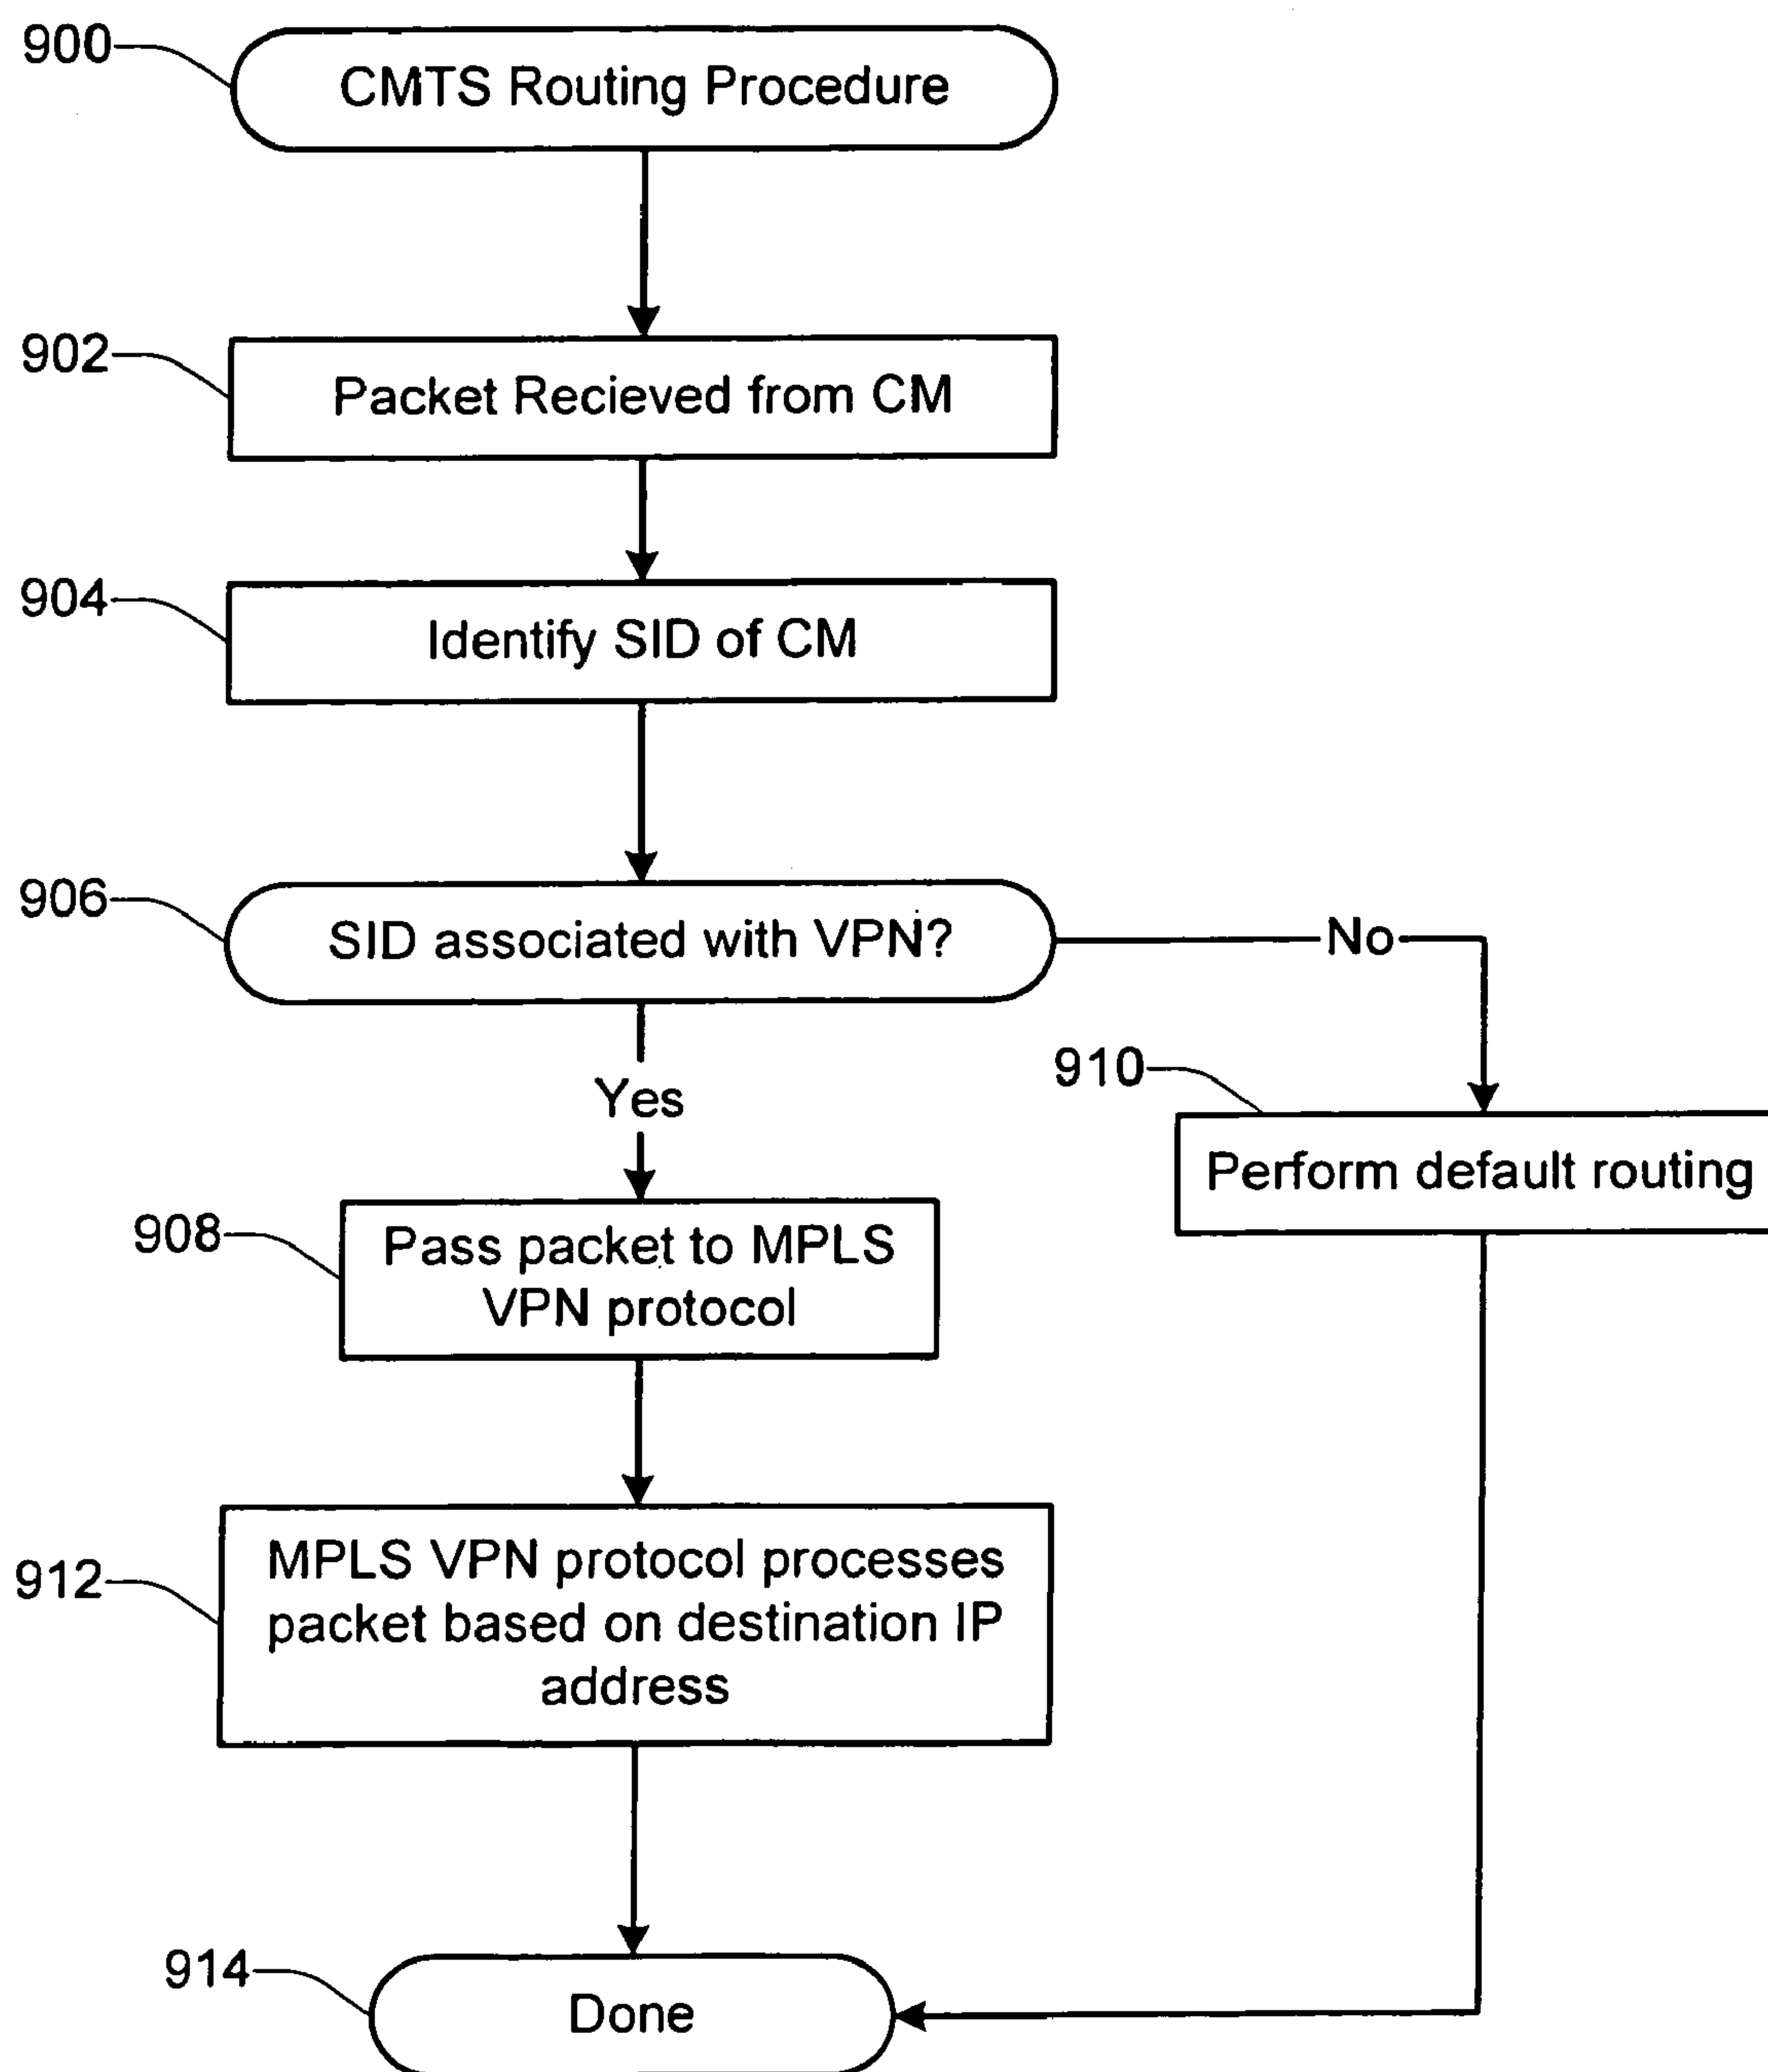 900
CMTS Routing Procedure
902
Packet Recieved from CM
904
Identify SID of CM
906
SID associated with VPN?
No
Yes
910
Perform default routing
908
Pass packet to MPLS
VPN protocol
912
MPLS VPN protocol processes
packet based on destination IP
address
914
Done